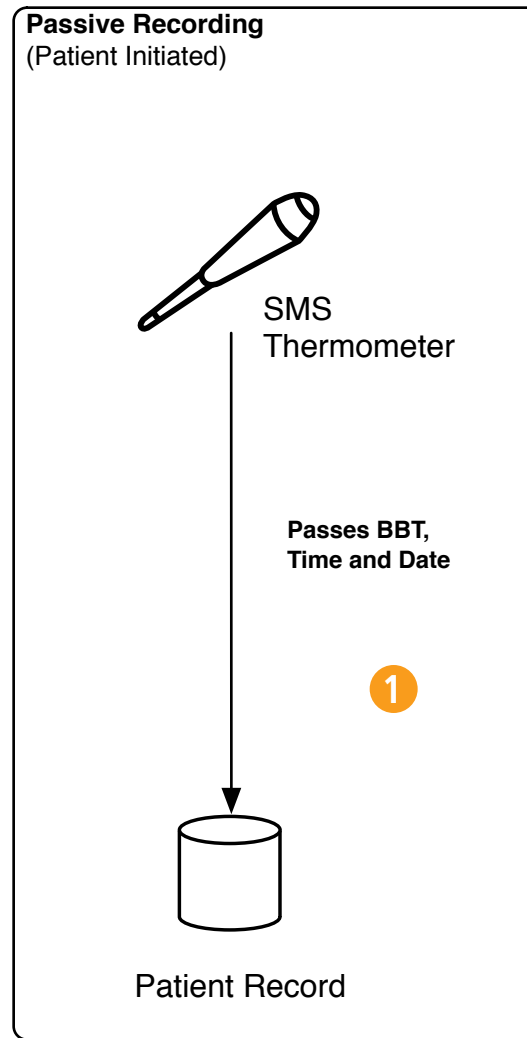 Passive Recording
(Patient Initiated)
SMS
Thermometer
Passes BBT,
Time and Date
1
Patient Record